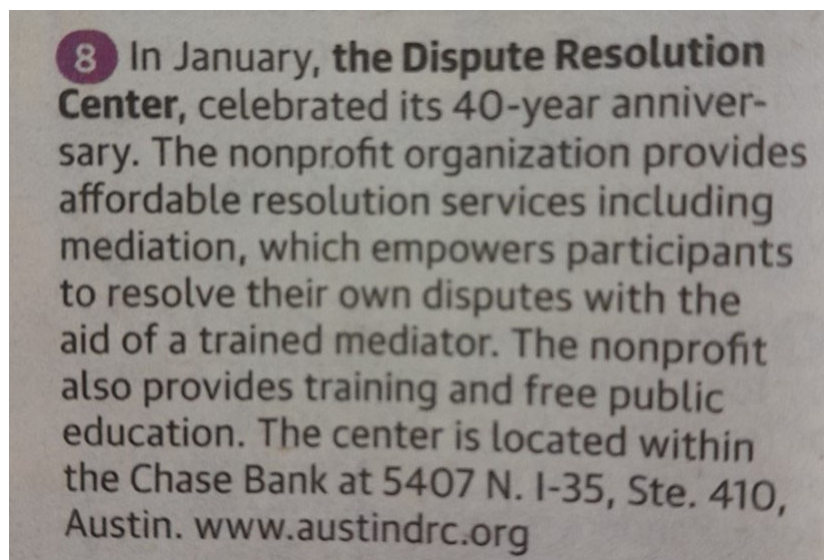 8 In January, the Dispute Resolution
Center, celebrated its 40-year anniver-
sary. The nonprofit organization provides
affordable resolution services including
mediation, which empowers participants
to resolve their own disputes with the
aid of a trained mediator. The nonprofit
also provides training and free public
education. The center is located within
the Chase Bank at 5407 N. I-35, Ste. 410,
Austin. www.austindrc.org